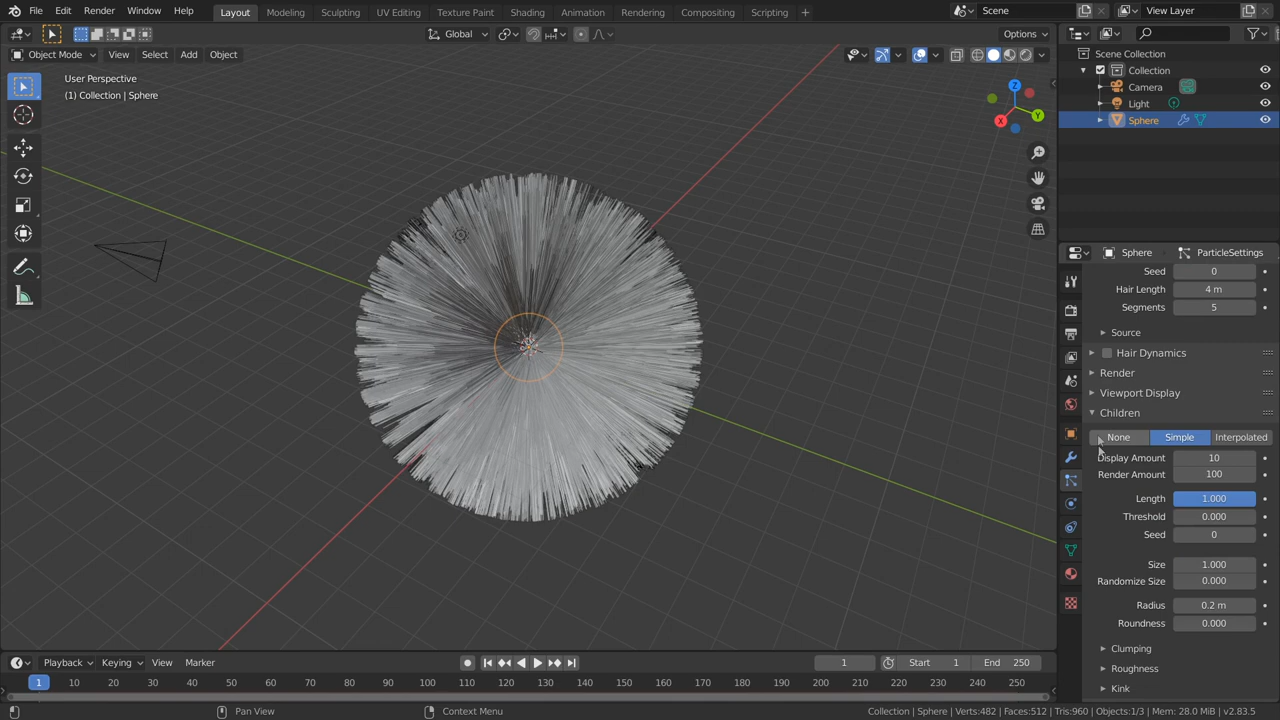 File Edit Render Window Help Layout Modeling Sculpting UV Editing Texture Paint Shading Animation Rendering Compositing Scripting + Scene View Layer
Global Options
Object Mode View Select Add Object
User Perspective
(1) Collection | Sphere
Z
Y
X
Scene Collection
Collection
Camera
Light
Sphere
Sphere ParticleSettings
Seed 0
Hair Length 4 m
Segments 5
Source
Hair Dynamics
Render
Viewport Display
Children
None Simple Interpolated
Display Amount 10
Render Amount 100
Length 1.000
Threshold 0.000
Seed 0
Size 1.000
Randomize Size 0.000
Radius 0.2 m
Roundness 0.000
Clumping
Roughness
Kink
Playback Keying View Marker 1 Start 1 End 250
1 10 20 30 40 50 60 70 80 90 100 110 120 130 140 150 160 170 180 190 200 210 220 230 240 250
Pan View Context Menu Collection | Sphere | Verts:482 | Faces:512 | Tris:960 | Objects:1/3 | Mem: 28.0 MiB | v2.83.5